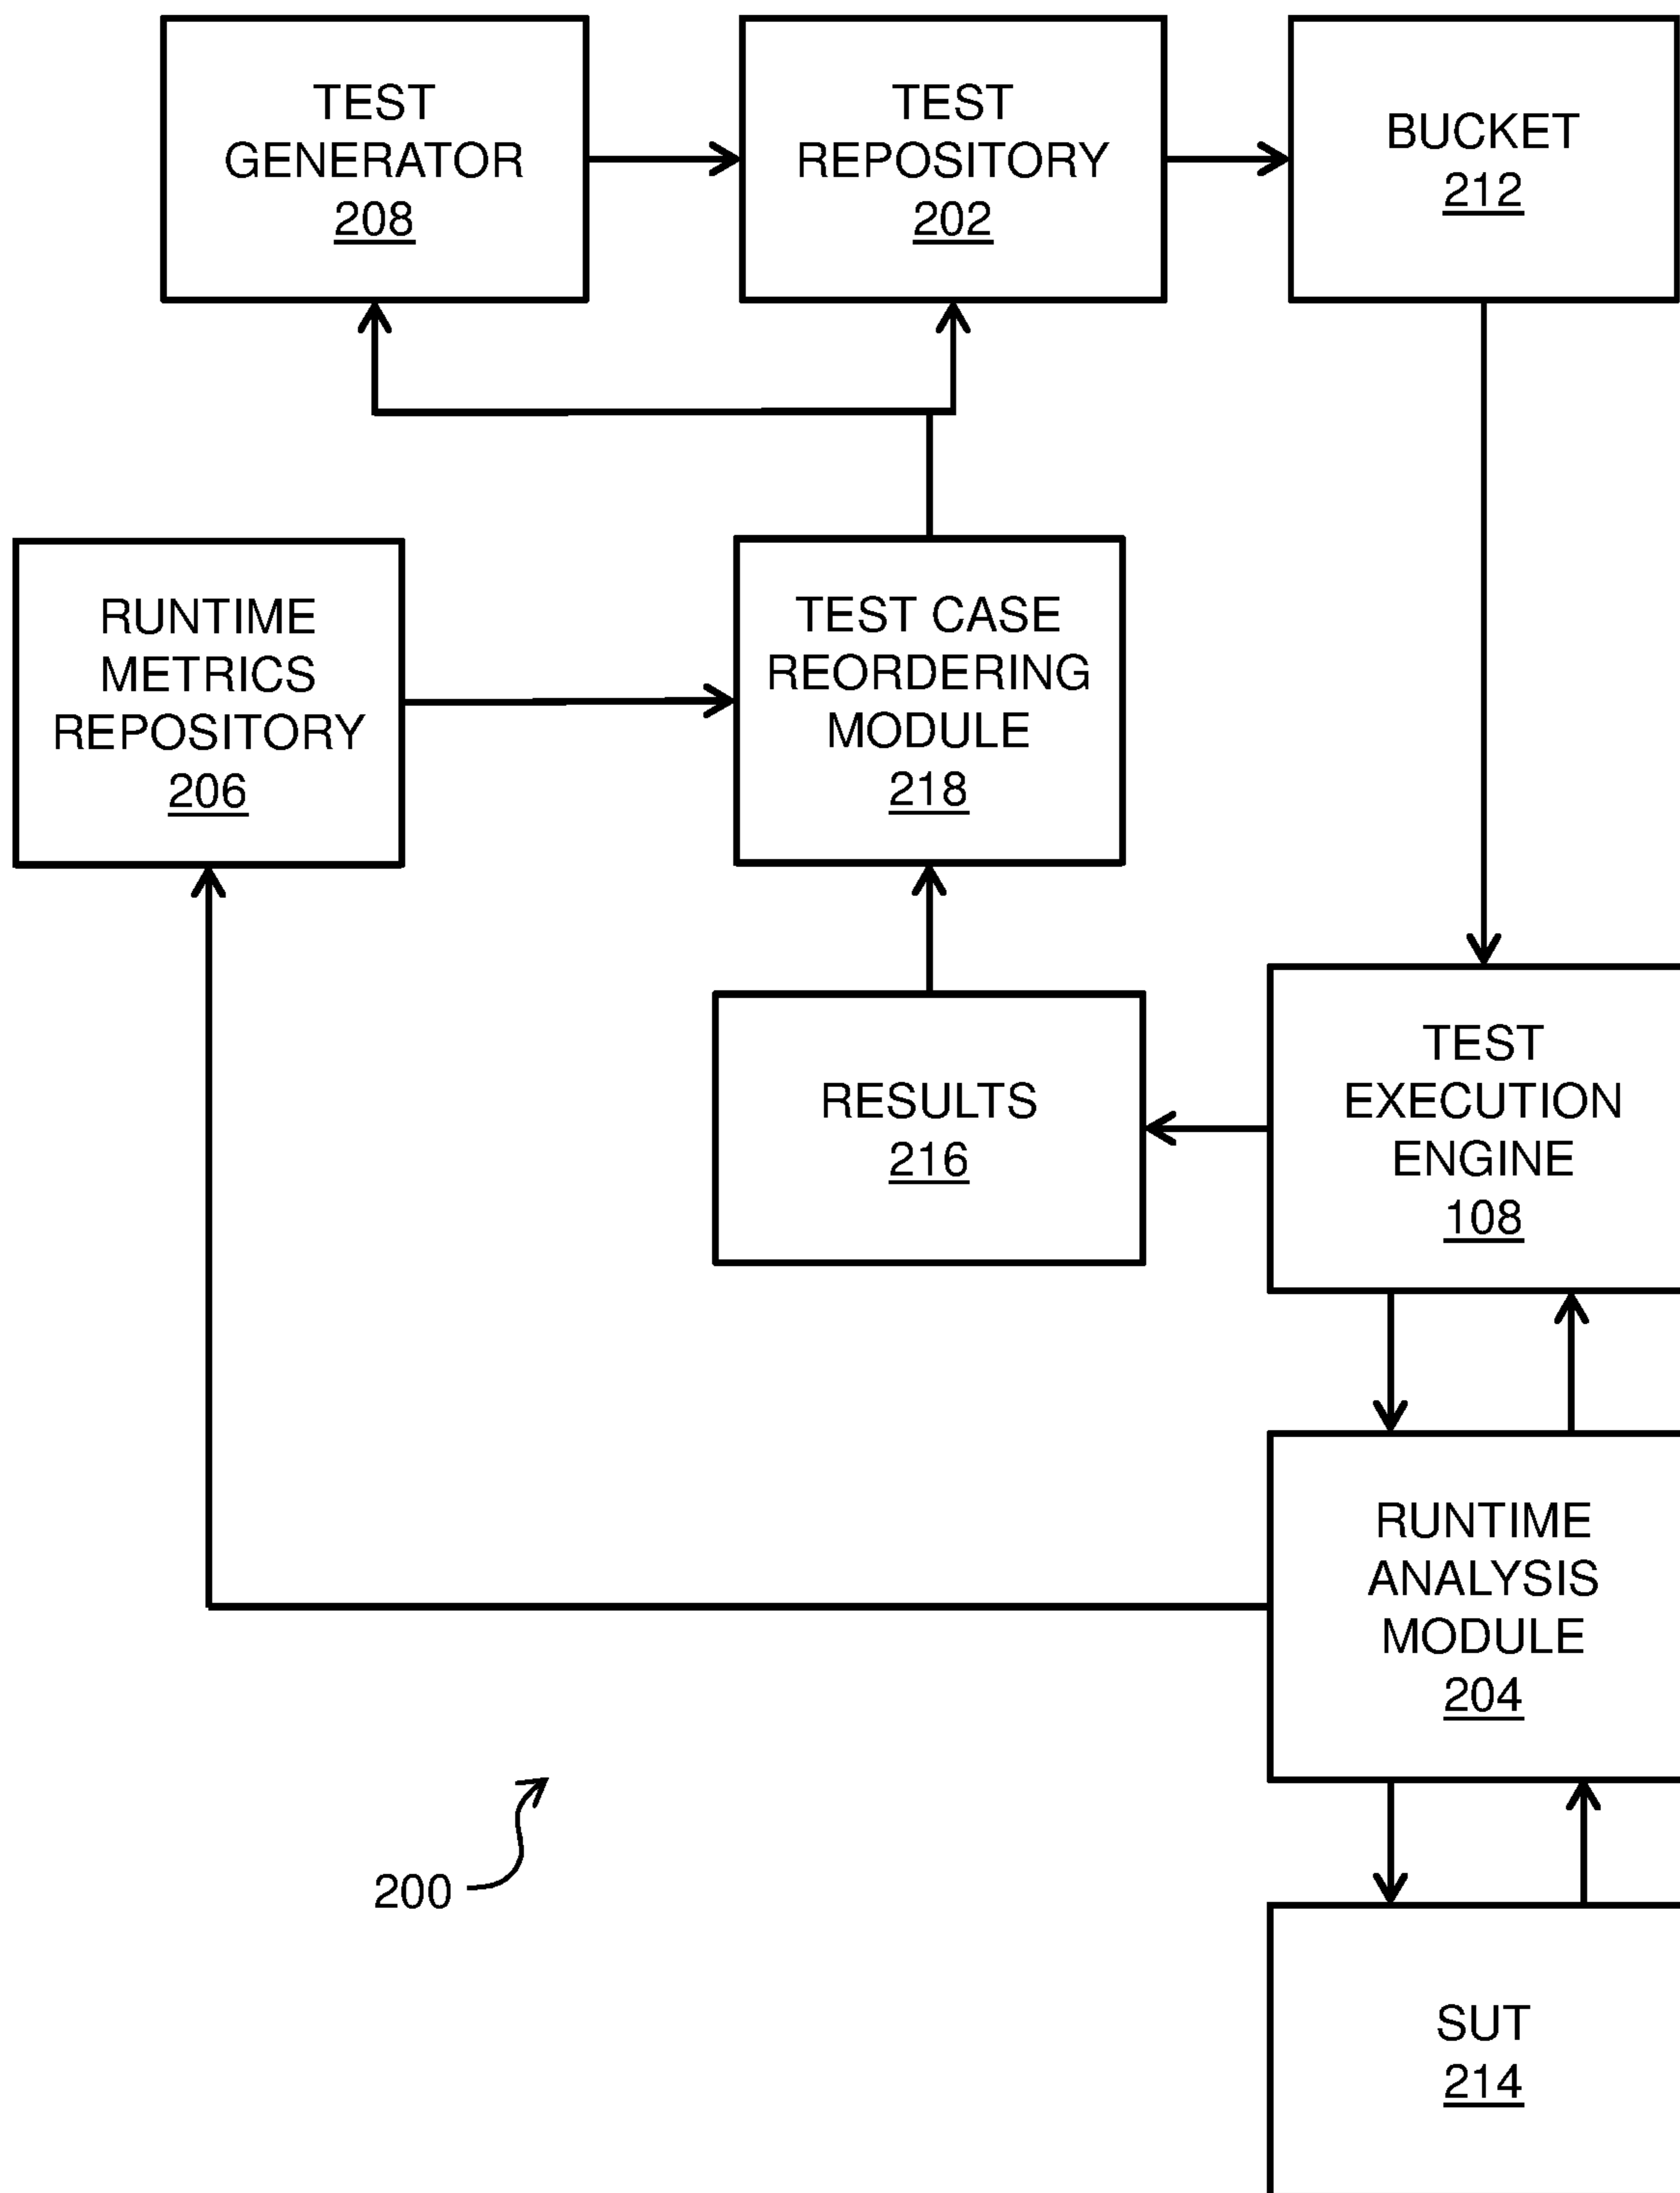 TEST
GENERATOR
208
TEST
REPOSITORY
202
BUCKET
212
RUNTIME
METRICS
REPOSITORY
206
TEST CASE
REORDERING
MODULE
218
RESULTS
216
TEST
EXECUTION
ENGINE
108
RUNTIME
ANALYSIS
MODULE
204
200
SUT
214